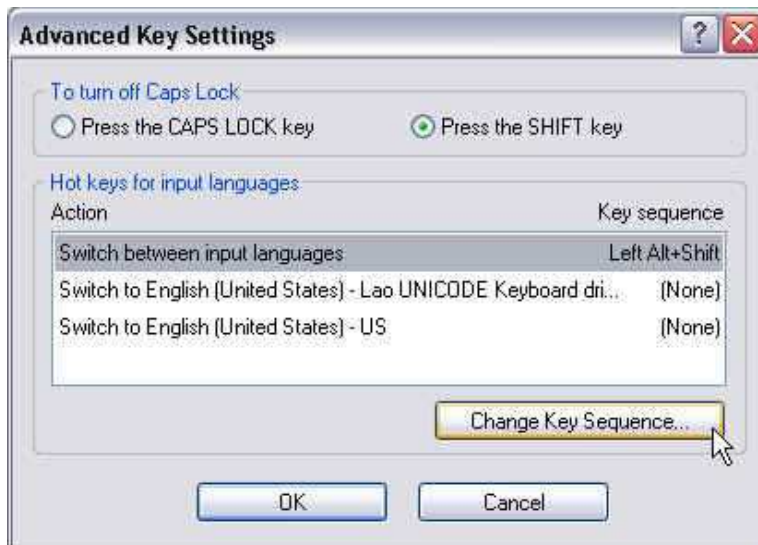 Advanced Key Settings
To turn off Caps Lock
Press the CAPS LOCK key Press the SHIFT key
Hot keys for input languages
Action Key sequence
Switch between input languages Left Alt+Shift
Switch to English (United States) - Lao UNICODE Keyboard dri... (None)
Switch to English (United States) - US (None)
Change Key Sequence...
OK Cancel